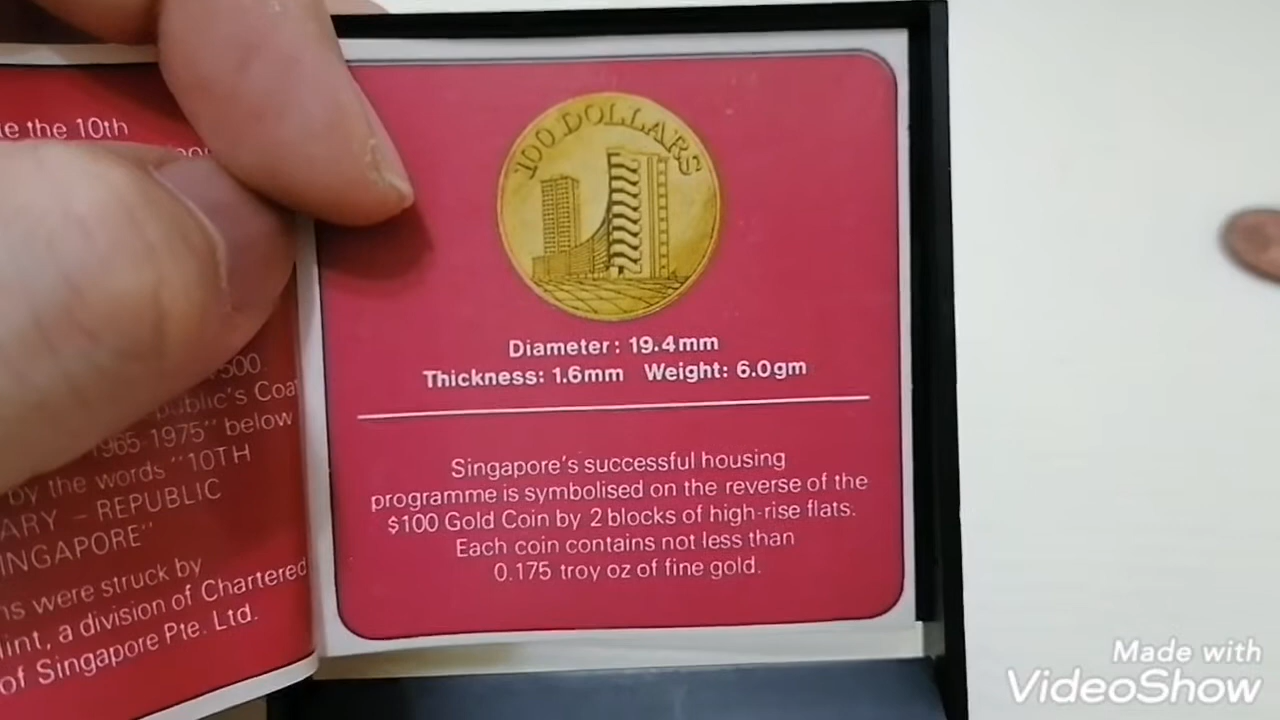 the 10th
500.
public's Coat
1965-1975" below
by the words "10TH
ARY – REPUBLIC
INGAPORE"
were struck by
a division of Chartered
of Singapore Pte. Ltd.
100 DOLLARS
Diameter: 19.4mm
Thickness: 1.6mm Weight: 6.0gm
Singapore's successful housing
programme is symbolised on the reverse of the
$100 Gold Coin by 2 blocks of high-rise flats.
Each coin contains not less than
0.175 troy oz of fine gold.
Made with
VideoShow